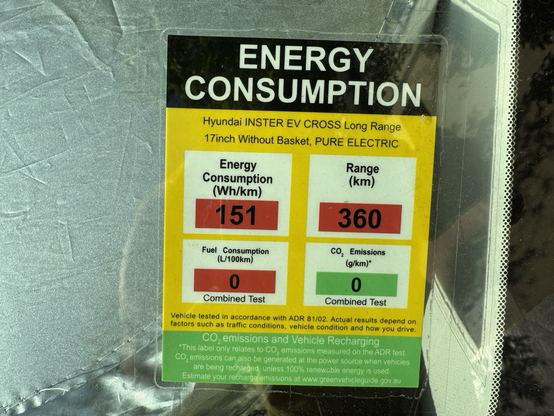 ENERGY
CONSUMPTION
Hyundai INSTER EV CROSS Long Range
17inch Without Basket, PURE ELECTRIC
Energy
Consumption
(Wh/km)
151
Range
(km)
360
Fuel Consumption
(L/100km)
0
Combined Test
CO₂ Emissions
(g/km)*
0
Combined Test
Vehicle tested in accordance with ADR 81/02. Actual results depend on
factors such as traffic conditions, vehicle condition and how you drive.
CO₂ emissions and Vehicle Recharging
*This label only relates to CO₂ emissions measured on the ADR test.
CO₂ emissions can also be generated at the power source when vehicles
are being recharged, unless 100% renewable energy is used.
Estimate your recharge emissions at www.greenvehicleguide.gov.au